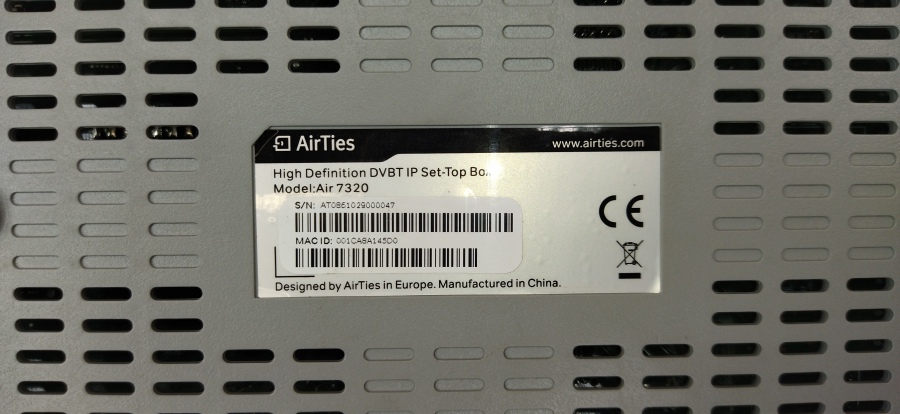 AirTies
www.airties.com
High Definition DVBT IP Set-Top Box
Model:Air 7320
S/N: AT0861029000047
MAC ID: 001CA8A145D0
CE
Designed by AirTies in Europe. Manufactured in China.